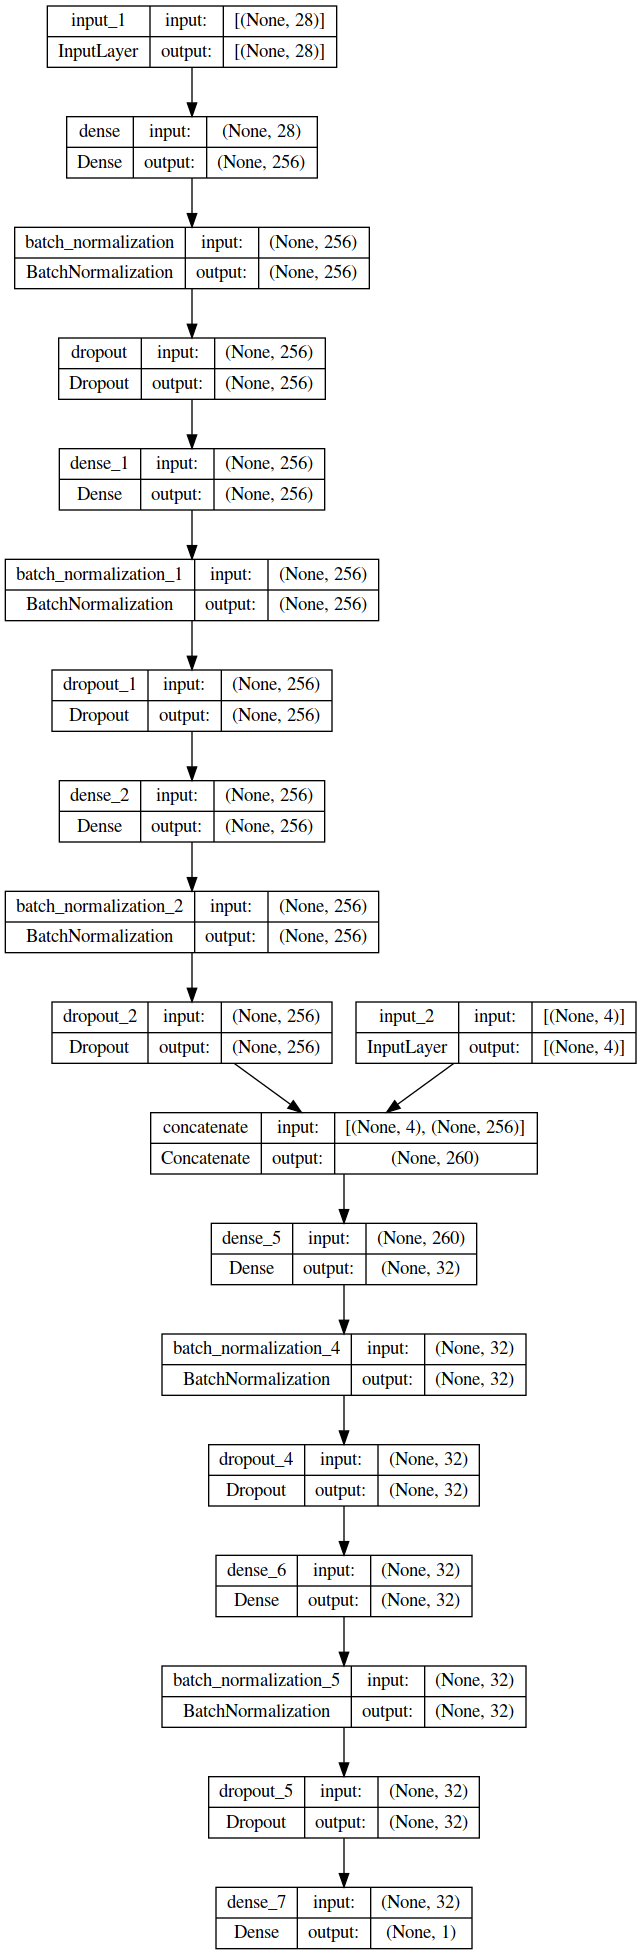 input_1 input: [(None, 28)]
InputLayer output: [(None, 28)]
dense input: (None, 28)
Dense output: (None, 256)
batch_normalization input: (None, 256)
BatchNormalization output: (None, 256)
dropout input: (None, 256)
Dropout output: (None, 256)
dense_1 input: (None, 256)
Dense output: (None, 256)
batch_normalization_1 input: (None, 256)
BatchNormalization output: (None, 256)
dropout_1 input: (None, 256)
Dropout output: (None, 256)
dense_2 input: (None, 256)
Dense output: (None, 256)
batch_normalization_2 input: (None, 256)
BatchNormalization output: (None, 256)
dropout_2 input: (None, 256)
Dropout output: (None, 256)
input_2 input: [(None, 4)]
InputLayer output: [(None, 4)]
concatenate input: [(None, 4), (None, 256)]
Concatenate output: (None, 260)
dense_5 input: (None, 260)
Dense output: (None, 32)
batch_normalization_4 input: (None, 32)
BatchNormalization output: (None, 32)
dropout_4 input: (None, 32)
Dropout output: (None, 32)
dense_6 input: (None, 32)
Dense output: (None, 32)
batch_normalization_5 input: (None, 32)
BatchNormalization output: (None, 32)
dropout_5 input: (None, 32)
Dropout output: (None, 32)
dense_7 input: (None, 32)
Dense output: (None, 1)